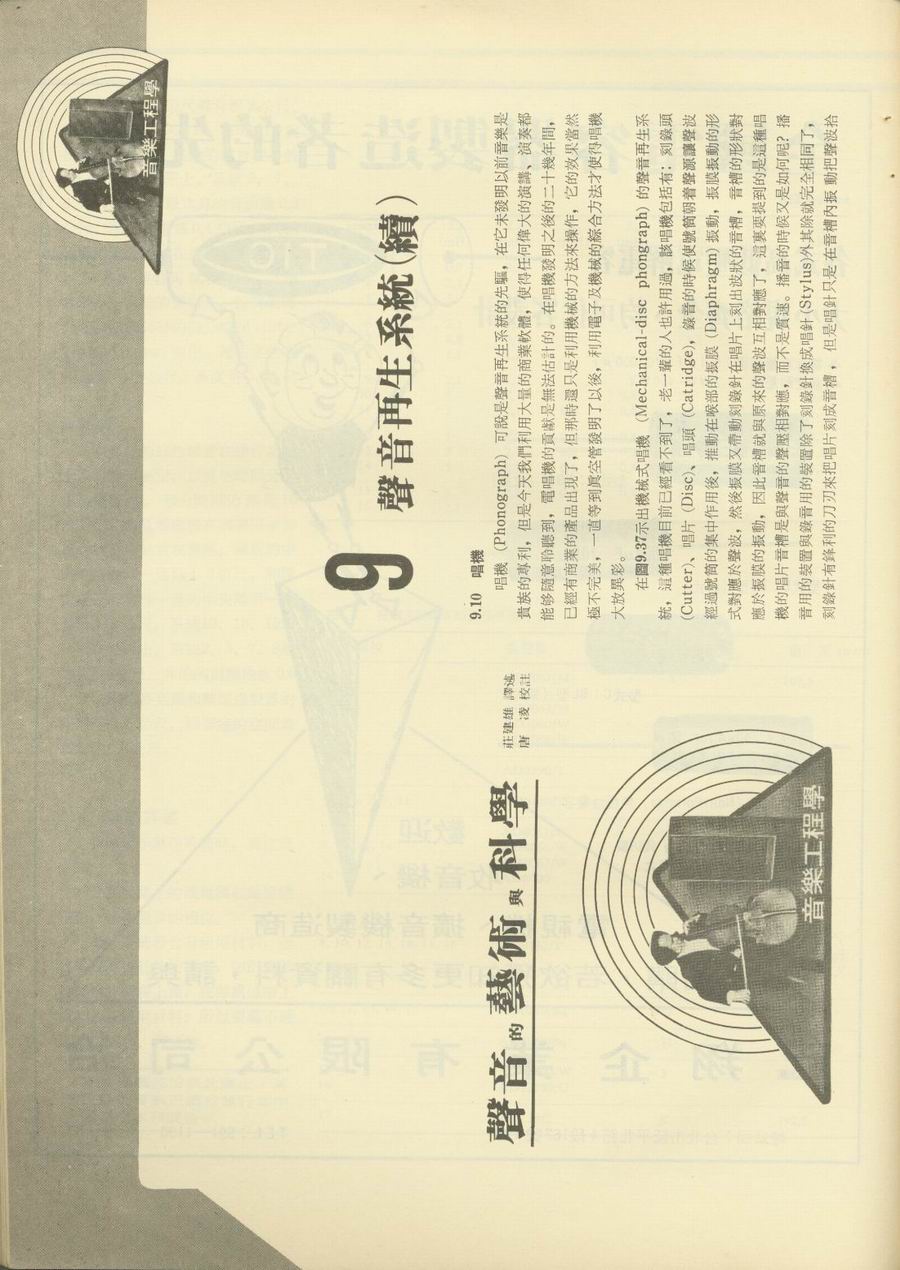 音樂工程學
9 聲音再生系統(續)
聲音的藝術與科學
莊建雄 譯述
唐　凌 校註
音樂工程學
9.10　唱機
唱機（Phonograph）可說是聲音再生系統的先驅，在它未發明以前音樂是
貴族的專利，但是今天我們利用大量的商業軟體，使得任何偉大的演講、演奏都
能够隨意聆聽到，電唱機的貢獻是無法估計的。在唱機發明之後的二十幾年間，
已經有商業的產品出現了，但那時還只是利用機械的方法來操作，它的效果當然
極不完美，一直等到眞空管發明了以後，利用電子及機械的綜合方法才使得唱機
大放異彩。
在圖9.37示出機械式唱機（Mechanical-disc phongraph）的聲音再生系
統，這種唱機目前已經看不到了，老一輩的人也許用過，該唱機包括有：刻錄頭
(Cutter)、唱片 (Disc)、唱頭 (Catridge)，錄音的時候使號筒朝着聲源讓聲波
經過號筒的集中作用後，推動在喉部的振膜 (Diaphragm) 振動，振膜振動的形
式對應於聲波，然後振膜又帶動刻錄針在唱片上刻出波狀的音槽，音槽的形狀對
應於振膜的振動，因此音槽就與原來的聲波互相對應了，這裏要提到的是這種唱
機的唱片音槽是與聲音的聲壓相對應，而不是質速。播音的時候又是如何呢？播
音用的裝置與錄音用的裝置除了刻錄針換成唱針(Stylus)外其餘就完全相同了，
刻錄針有鋒利的刀刃來把唱片刻成音槽，但是唱針只是在音槽內振動把聲波拾